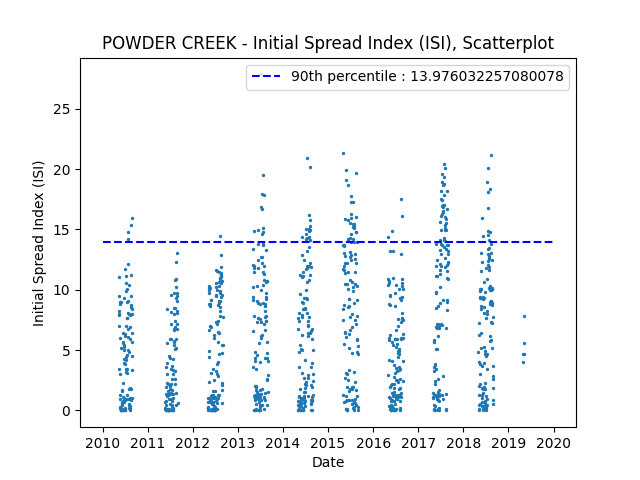 POWDER CREEK - Initial Spread Index (ISI), Scatterplot
90th percentile : 13.976032257080078
25
20
15
10
5
0
Initial Spread Index (ISI)
2010 2011 2012 2013 2014 2015 2016 2017 2018 2019 2020
Date